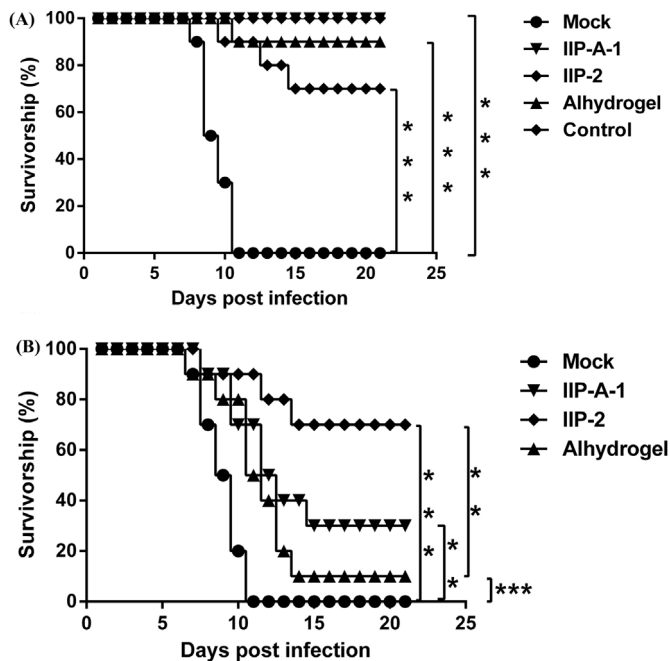 (A)
Survivorship (%)
100
80
60
40
20
0
0 5 10 15 20 25
Days post infection
Mock
IIP-A-1
IIP-2
Alhydrogel
Control
* * *
* * *
* * *
(B)
Survivorship (%)
100
80
60
40
20
0
0 5 10 15 20 25
Days post infection
Mock
IIP-A-1
IIP-2
Alhydrogel
* * *
* *
* *
***